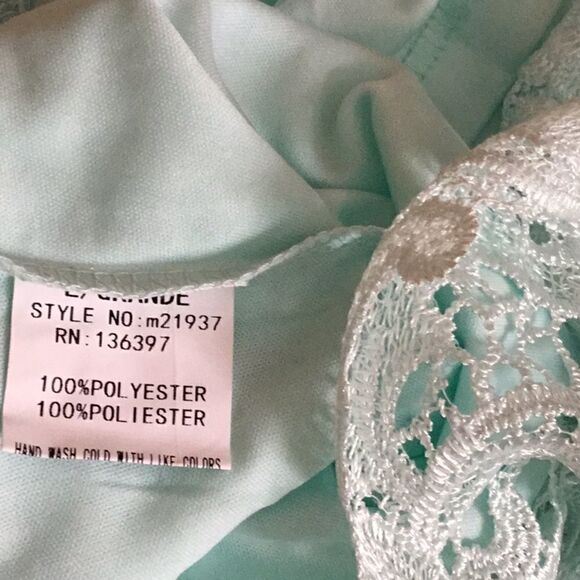 L/GRANDE
STYLE NO:m21937
RN:136397
100%POLYESTER
100%POLIESTER
HAND WASH COLD WITH LIKE COLORS